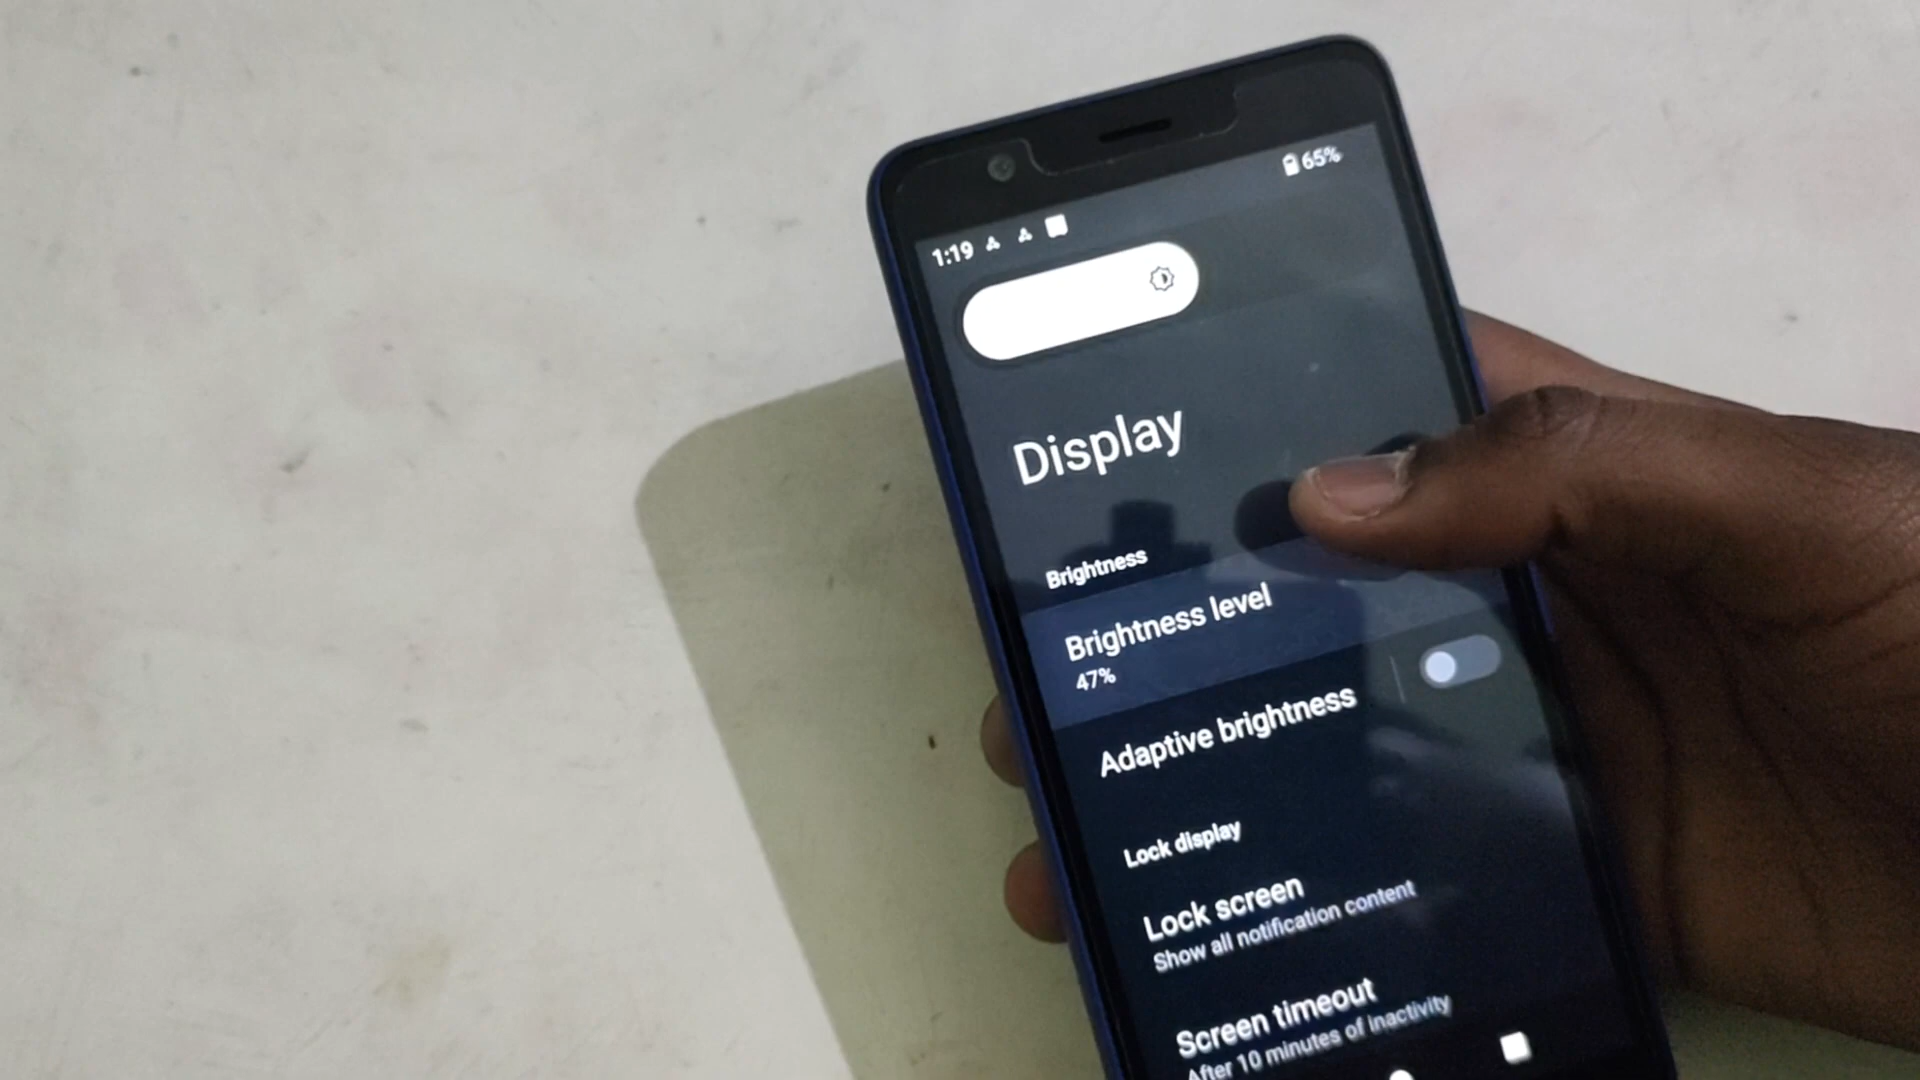 1:19 65%
Display
Brightness
Brightness level
47%
Adaptive brightness
Lock display
Lock screen
Show all notification content
Screen timeout
After 10 minutes of inactivity